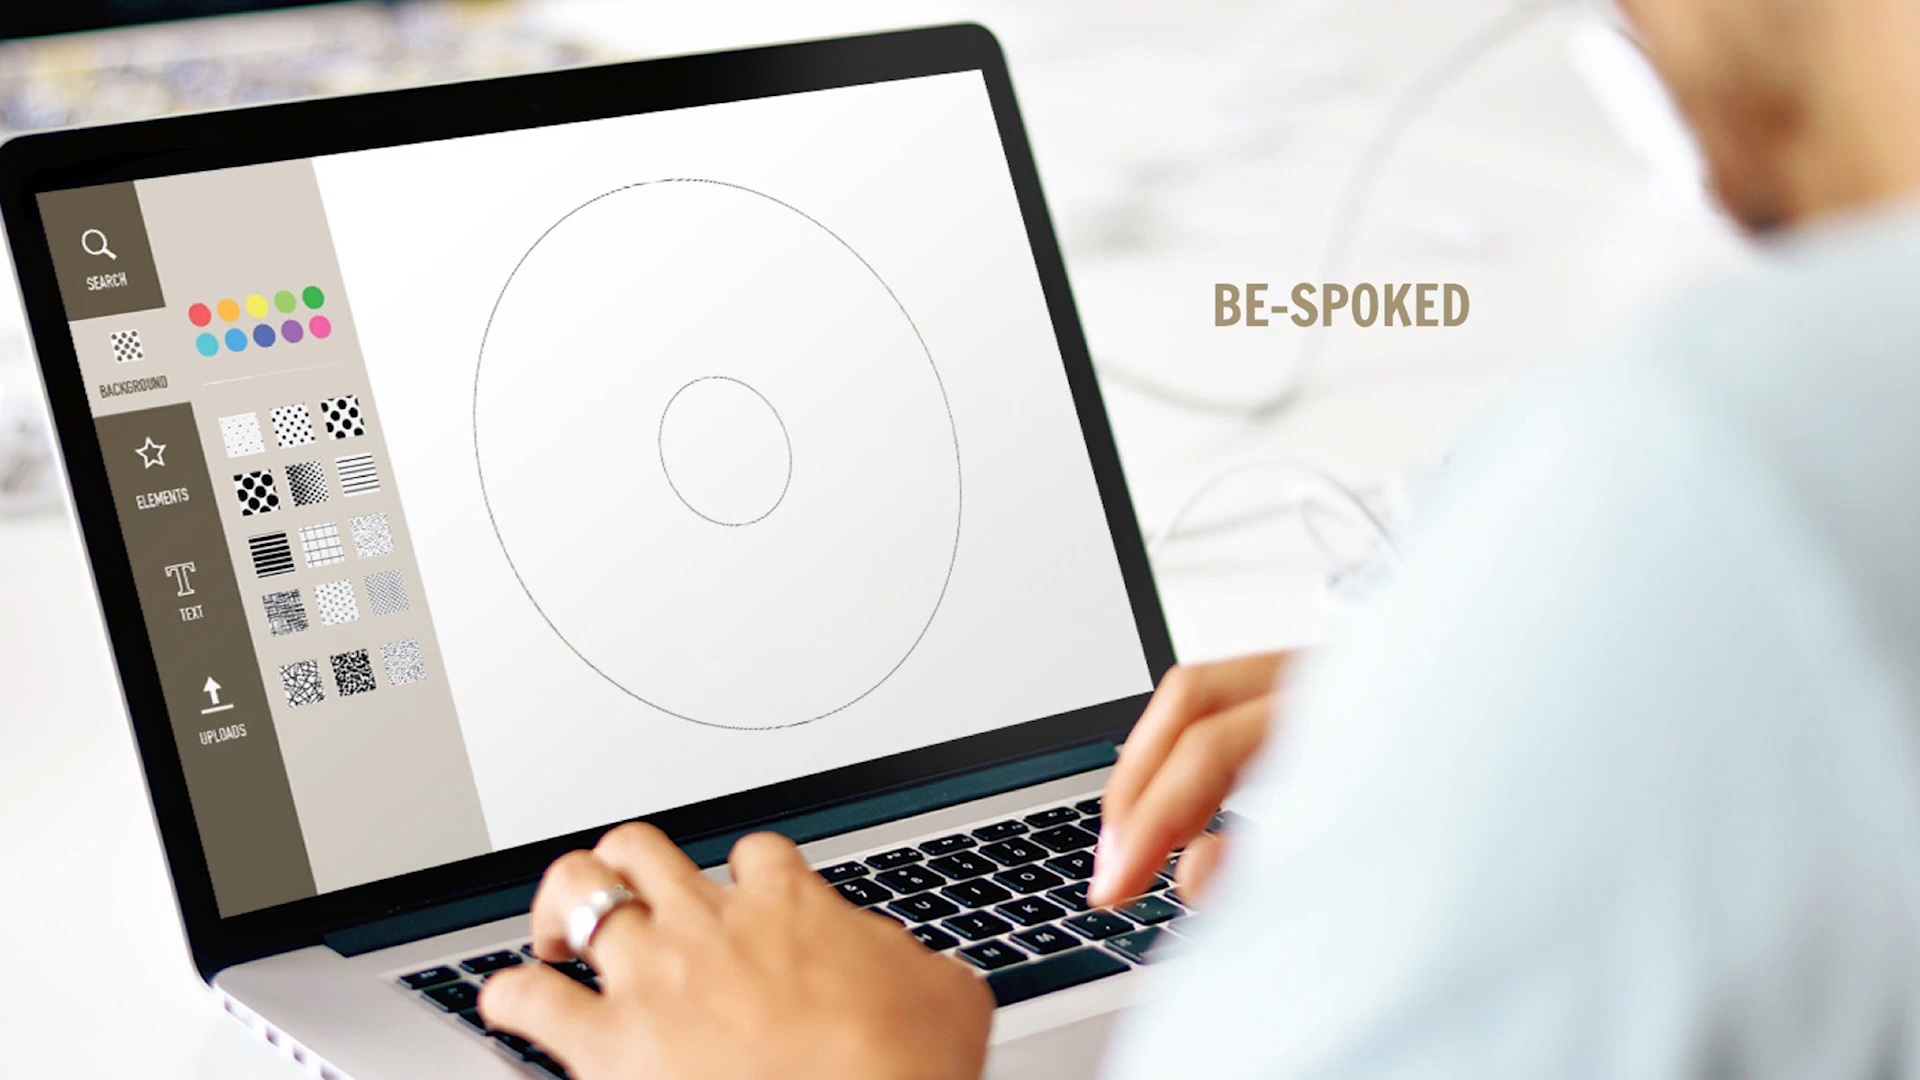 SEARCH
BACKGROUND
ELEMENTS
TEXT
UPLOADS
BE-SPOKED